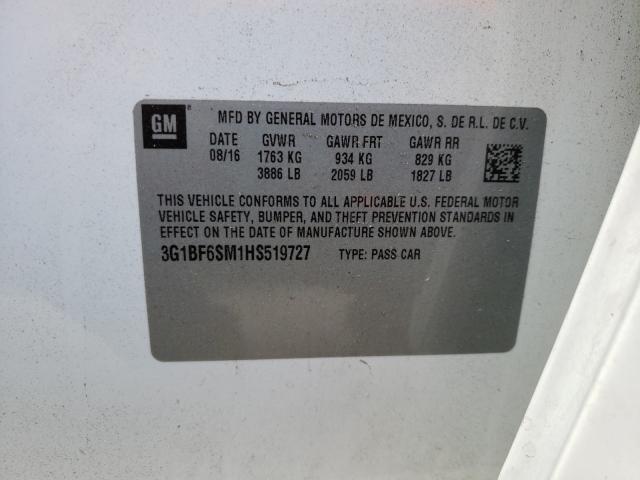 GM
MFD BY GENERAL MOTORS DE MEXICO, S. DE R.L. DE C.V.
DATE GVWR GAWR FRT GAWR RR
08/16 1763 KG 934 KG 829 KG
3886 LB 2059 LB 1827 LB
THIS VEHICLE CONFORMS TO ALL APPLICABLE U.S. FEDERAL MOTOR
VEHICLE SAFETY, BUMPER, AND THEFT PREVENTION STANDARDS IN
EFFECT ON THE DATE OF MANUFACTURE SHOWN ABOVE.
3G1BF6SM1HS519727 TYPE: PASS CAR